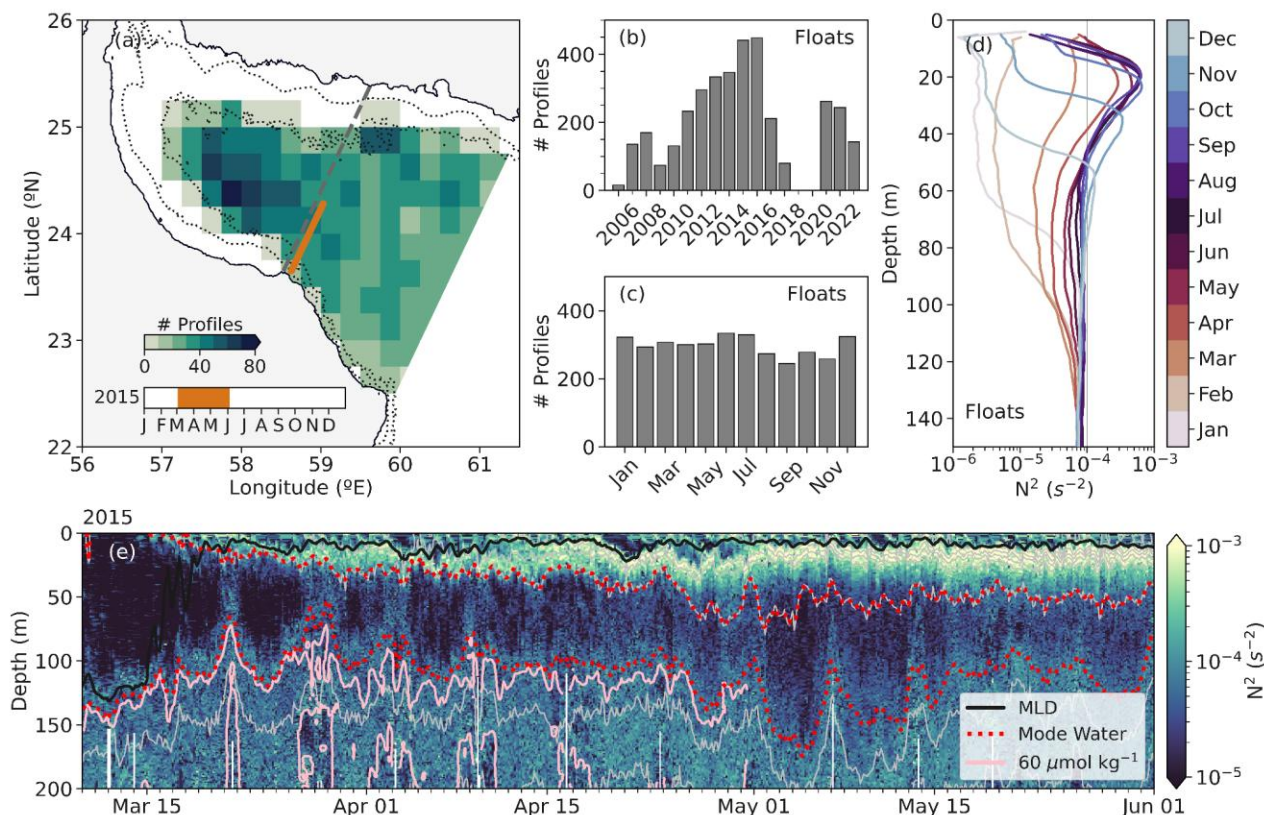 26
25
24
23
22
Latitude (ºN)
(a)
# Profiles
0 40 80
2015
J F M A M J J A S O N D
56 57 58 59 60 61
Longitude (ºE)
(b) Floats
# Profiles
400
200
0
2006 2008 2010 2012 2014 2016 2018 2020 2022
(c) Floats
# Profiles
400
200
0
Jan Mar May Jul Sep Nov
(d)
Depth (m)
0
20
40
60
80
100
120
140
Floats
10⁻⁶ 10⁻⁵ 10⁻⁴ 10⁻³
N² (s⁻²)
Dec
Nov
Oct
Sep
Aug
Jul
Jun
May
Apr
Mar
Feb
Jan
2015
(e)
Depth (m)
0
50
100
150
200
Mar 15 Apr 01 Apr 15 May 01 May 15 Jun 01
MLD
Mode Water
60 μmol kg⁻¹
10⁻³
10⁻⁴
10⁻⁵
N² (s⁻²)